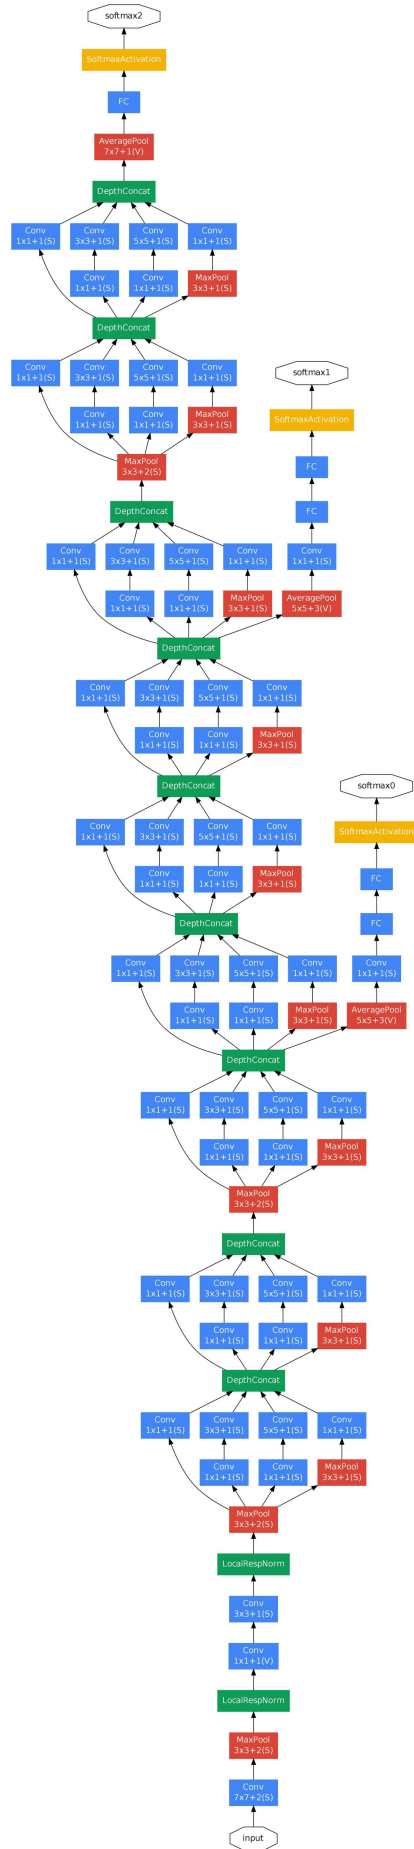 softmax2
SoftmaxActivation
FC
AveragePool
7x7+1(V)
DepthConcat
Conv Conv Conv Conv
1x1+1(S) 3x3+1(S) 5x5+1(S) 1x1+1(S)
Conv Conv MaxPool
1x1+1(S) 1x1+1(S) 3x3+1(S)
DepthConcat
Conv Conv Conv Conv softmax1
1x1+1(S) 3x3+1(S) 5x5+1(S) 1x1+1(S)
Conv Conv MaxPool SoftmaxActivation
1x1+1(S) 1x1+1(S) 3x3+1(S)
MaxPool FC
3x3+2(S)
DepthConcat FC
Conv Conv Conv Conv Conv
1x1+1(S) 3x3+1(S) 5x5+1(S) 1x1+1(S) 1x1+1(S)
Conv Conv MaxPool AveragePool
1x1+1(S) 1x1+1(S) 3x3+1(S) 5x5+3(V)
DepthConcat
Conv Conv Conv Conv
1x1+1(S) 3x3+1(S) 5x5+1(S) 1x1+1(S)
Conv Conv MaxPool
1x1+1(S) 1x1+1(S) 3x3+1(S)
DepthConcat softmax0
Conv Conv Conv Conv SoftmaxActivation
1x1+1(S) 3x3+1(S) 5x5+1(S) 1x1+1(S)
Conv Conv MaxPool FC
1x1+1(S) 1x1+1(S) 3x3+1(S)
DepthConcat FC
Conv Conv Conv Conv Conv
1x1+1(S) 3x3+1(S) 5x5+1(S) 1x1+1(S) 1x1+1(S)
Conv Conv MaxPool AveragePool
1x1+1(S) 1x1+1(S) 3x3+1(S) 5x5+3(V)
DepthConcat
Conv Conv Conv Conv
1x1+1(S) 3x3+1(S) 5x5+1(S) 1x1+1(S)
Conv Conv MaxPool
1x1+1(S) 1x1+1(S) 3x3+1(S)
MaxPool
3x3+2(S)
DepthConcat
Conv Conv Conv Conv
1x1+1(S) 3x3+1(S) 5x5+1(S) 1x1+1(S)
Conv Conv MaxPool
1x1+1(S) 1x1+1(S) 3x3+1(S)
DepthConcat
Conv Conv Conv Conv
1x1+1(S) 3x3+1(S) 5x5+1(S) 1x1+1(S)
Conv Conv MaxPool
1x1+1(S) 1x1+1(S) 3x3+1(S)
MaxPool
3x3+2(S)
LocalRespNorm
Conv
3x3+1(S)
Conv
1x1+1(V)
LocalRespNorm
MaxPool
3x3+2(S)
Conv
7x7+2(S)
input